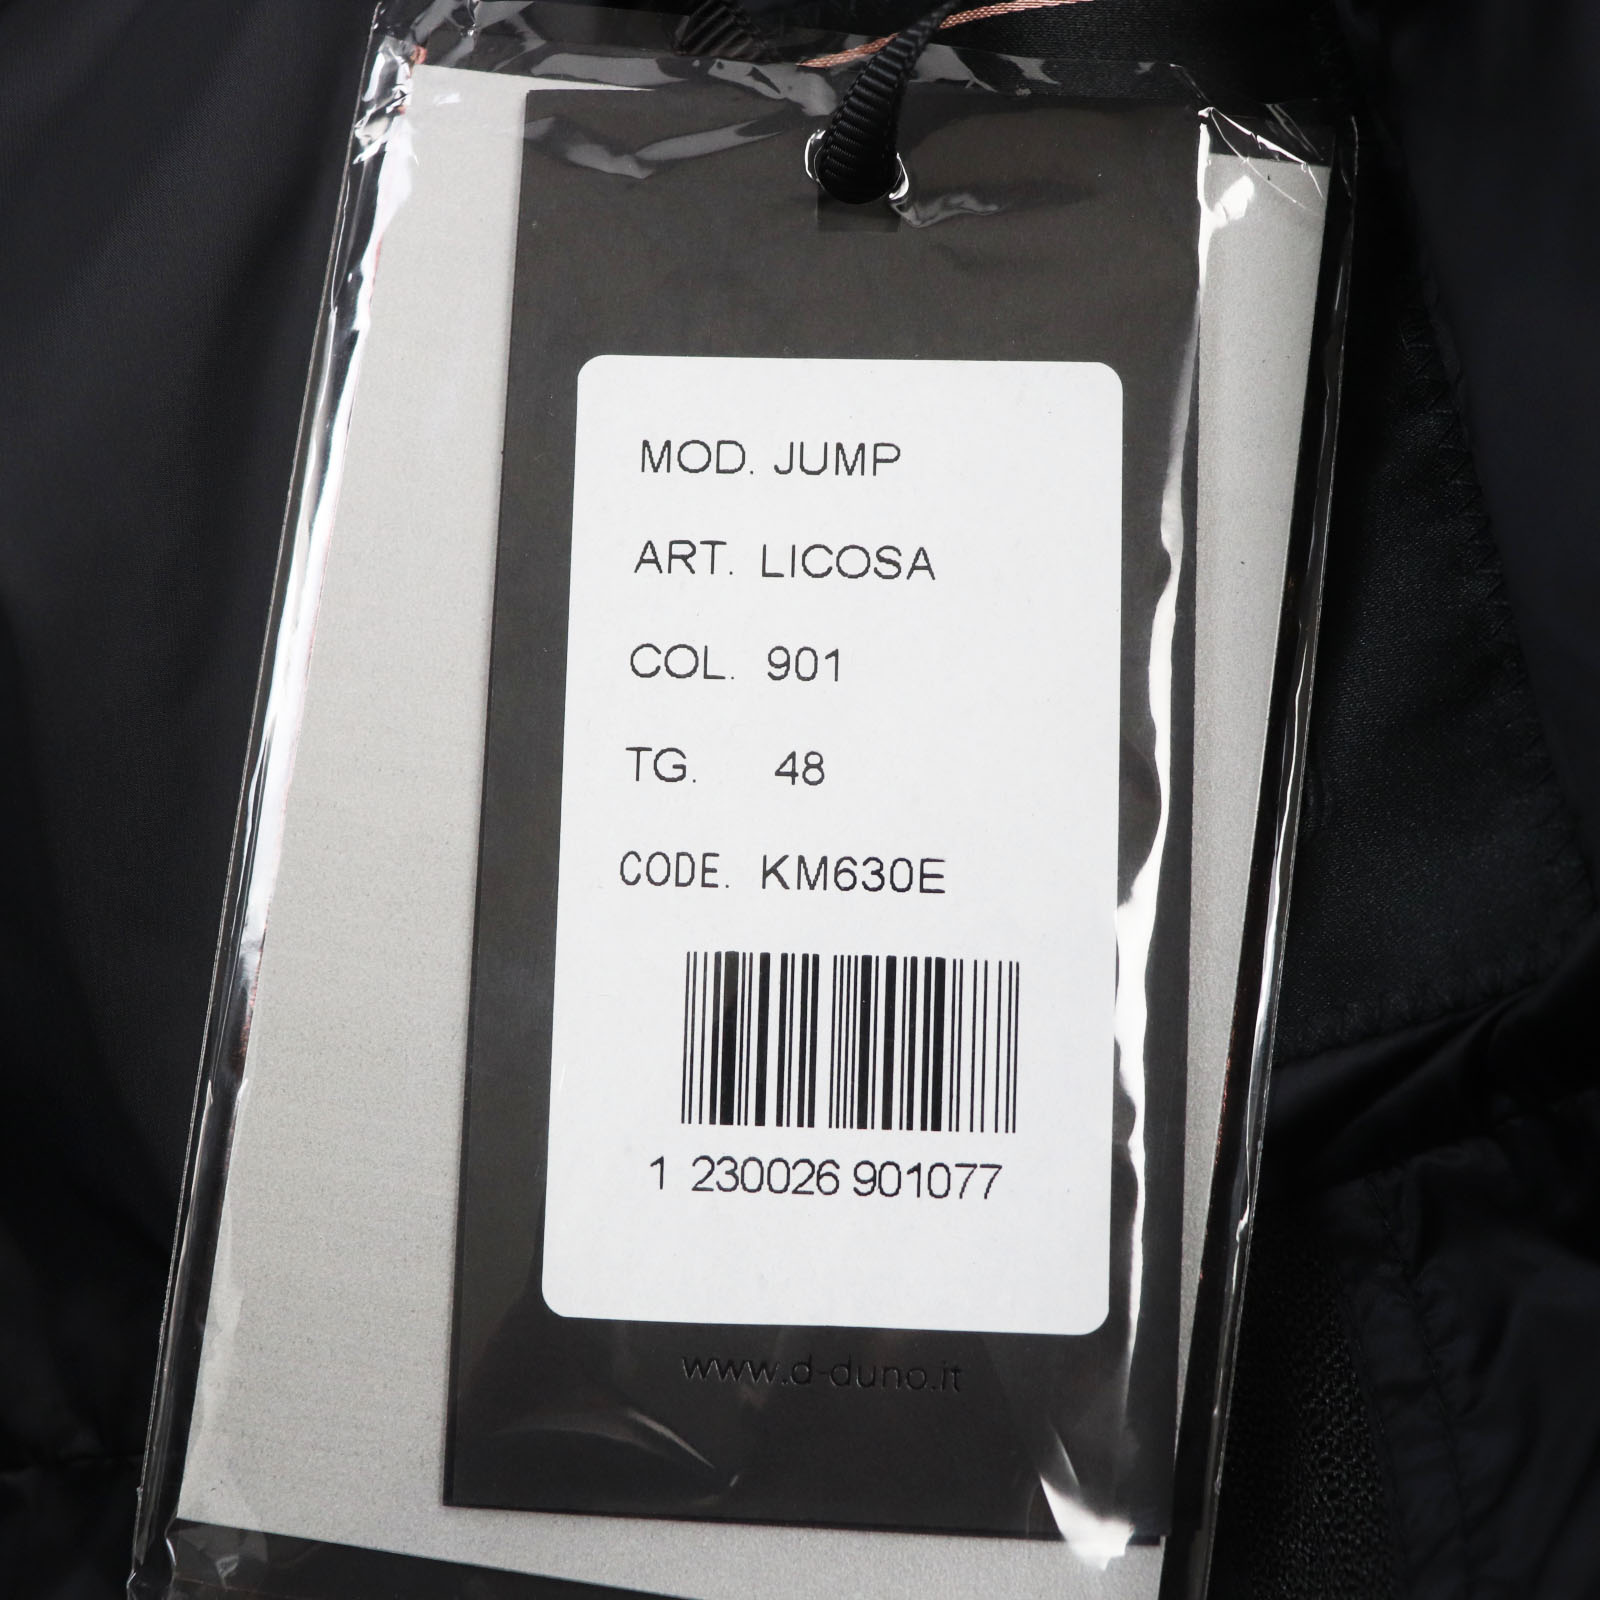 MOD. JUMP
ART. LICOSA
COL. 901
TG. 48
CODE. KM630E
1 230026 901077
www.d-duno.it